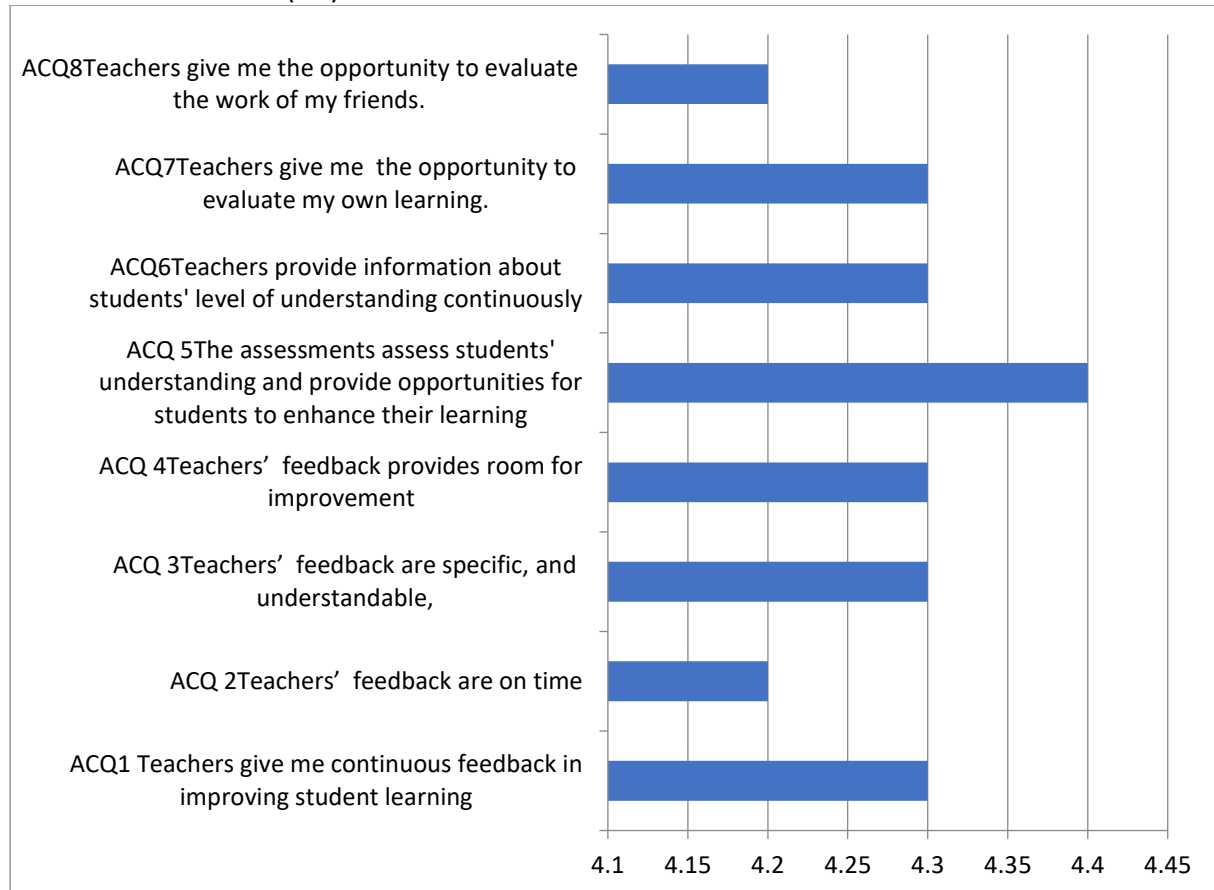 ACQ8Teachers give me the opportunity to evaluate
the work of my friends.
ACQ7Teachers give me  the opportunity to
evaluate my own learning.
ACQ6Teachers provide information about
students' level of understanding continuously
ACQ 5The assessments assess students'
understanding and provide opportunities for
students to enhance their learning
ACQ 4Teachers’  feedback provides room for
improvement
ACQ 3Teachers’  feedback are specific, and
understandable,
ACQ 2Teachers’  feedback are on time
ACQ1 Teachers give me continuous feedback in
improving student learning
4.1 4.15 4.2 4.25 4.3 4.35 4.4 4.45